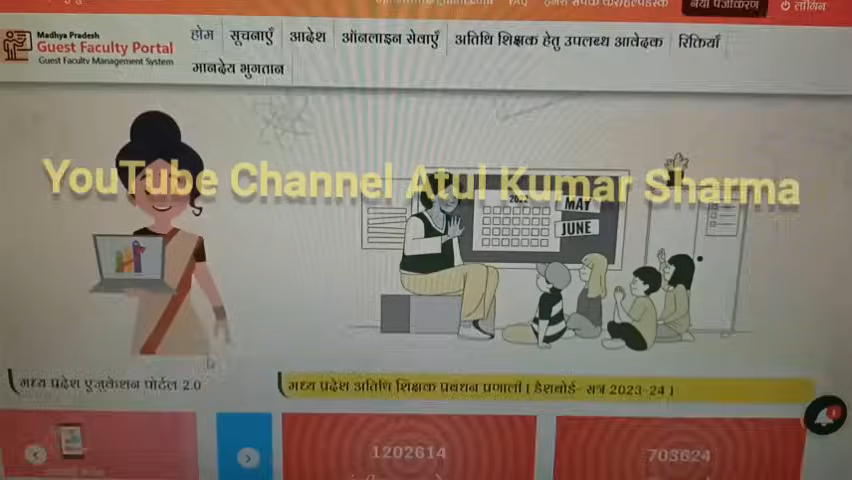 FAQ
नया पंजीकरण
लॉगिन
Madhya Pradesh
Guest Faculty Portal
Guest Faculty Management System
होम
सूचनाएँ
आदेश
ऑनलाइन सेवाएँ
अतिथि शिक्षक हेतु उपलब्ध आवेदक
रिक्तियाँ
मानदेय भुगतान
YouTube Channel Atul Kumar Sharma
MAY
JUNE
मध्य प्रदेश एजुकेशन पोर्टल 2.0
मध्य प्रदेश अतिथि शिक्षक प्रबंधन प्रणाली । डैशबोर्ड- सत्र 2023-24 ।
1202614
703624